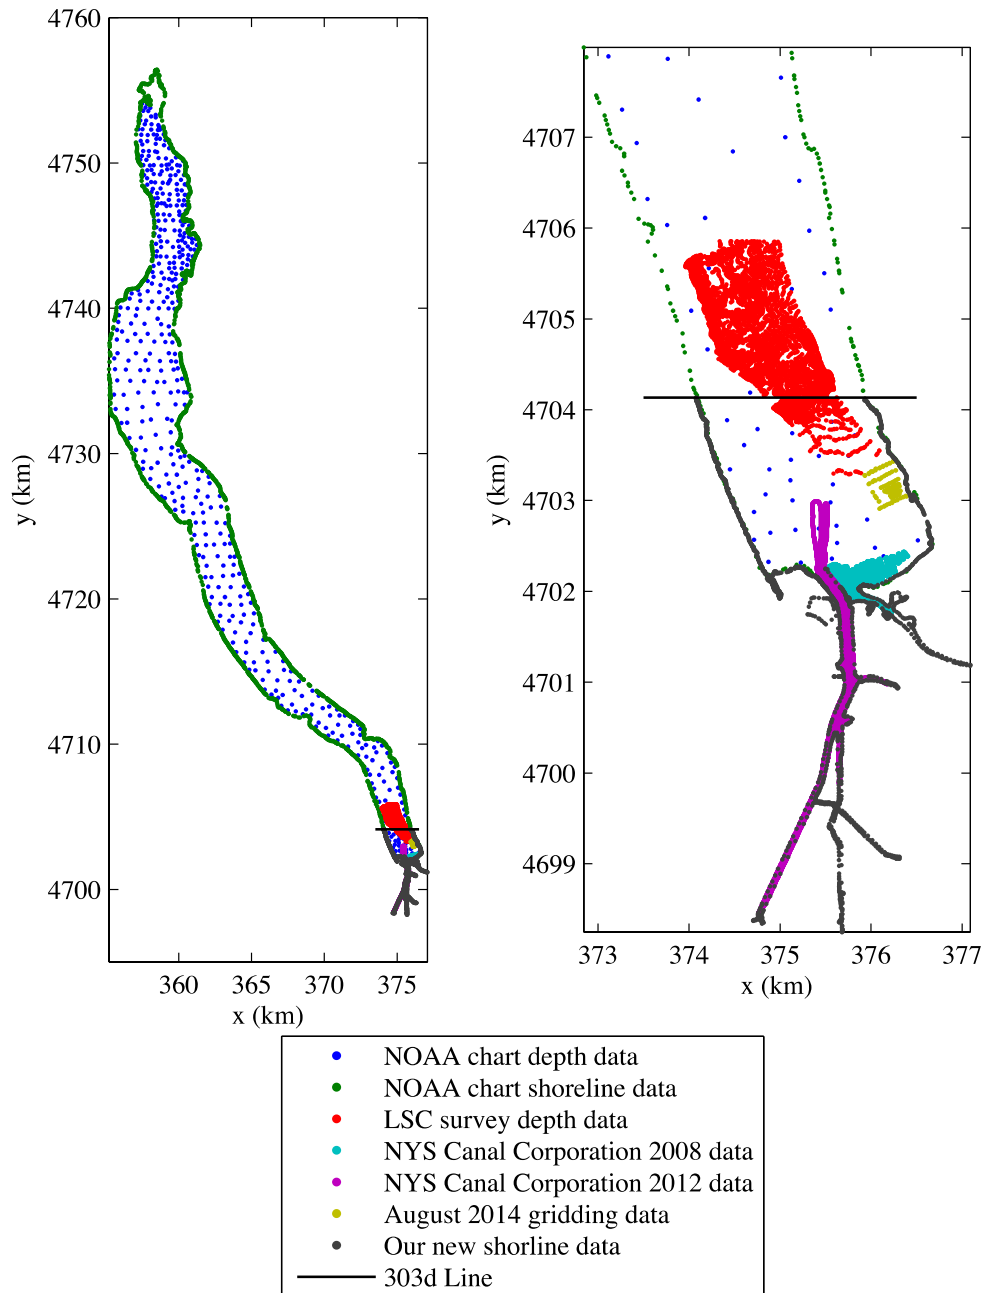 4760
4750
4740
4730
4720
4710
4700
y (km)
360 365 370 375
x (km)
4707
4706
4705
4704
4703
4702
4701
4700
4699
y (km)
373 374 375 376 377
x (km)
NOAA chart depth data
NOAA chart shoreline data
LSC survey depth data
NYS Canal Corporation 2008 data
NYS Canal Corporation 2012 data
August 2014 gridding data
Our new shorline data
303d Line